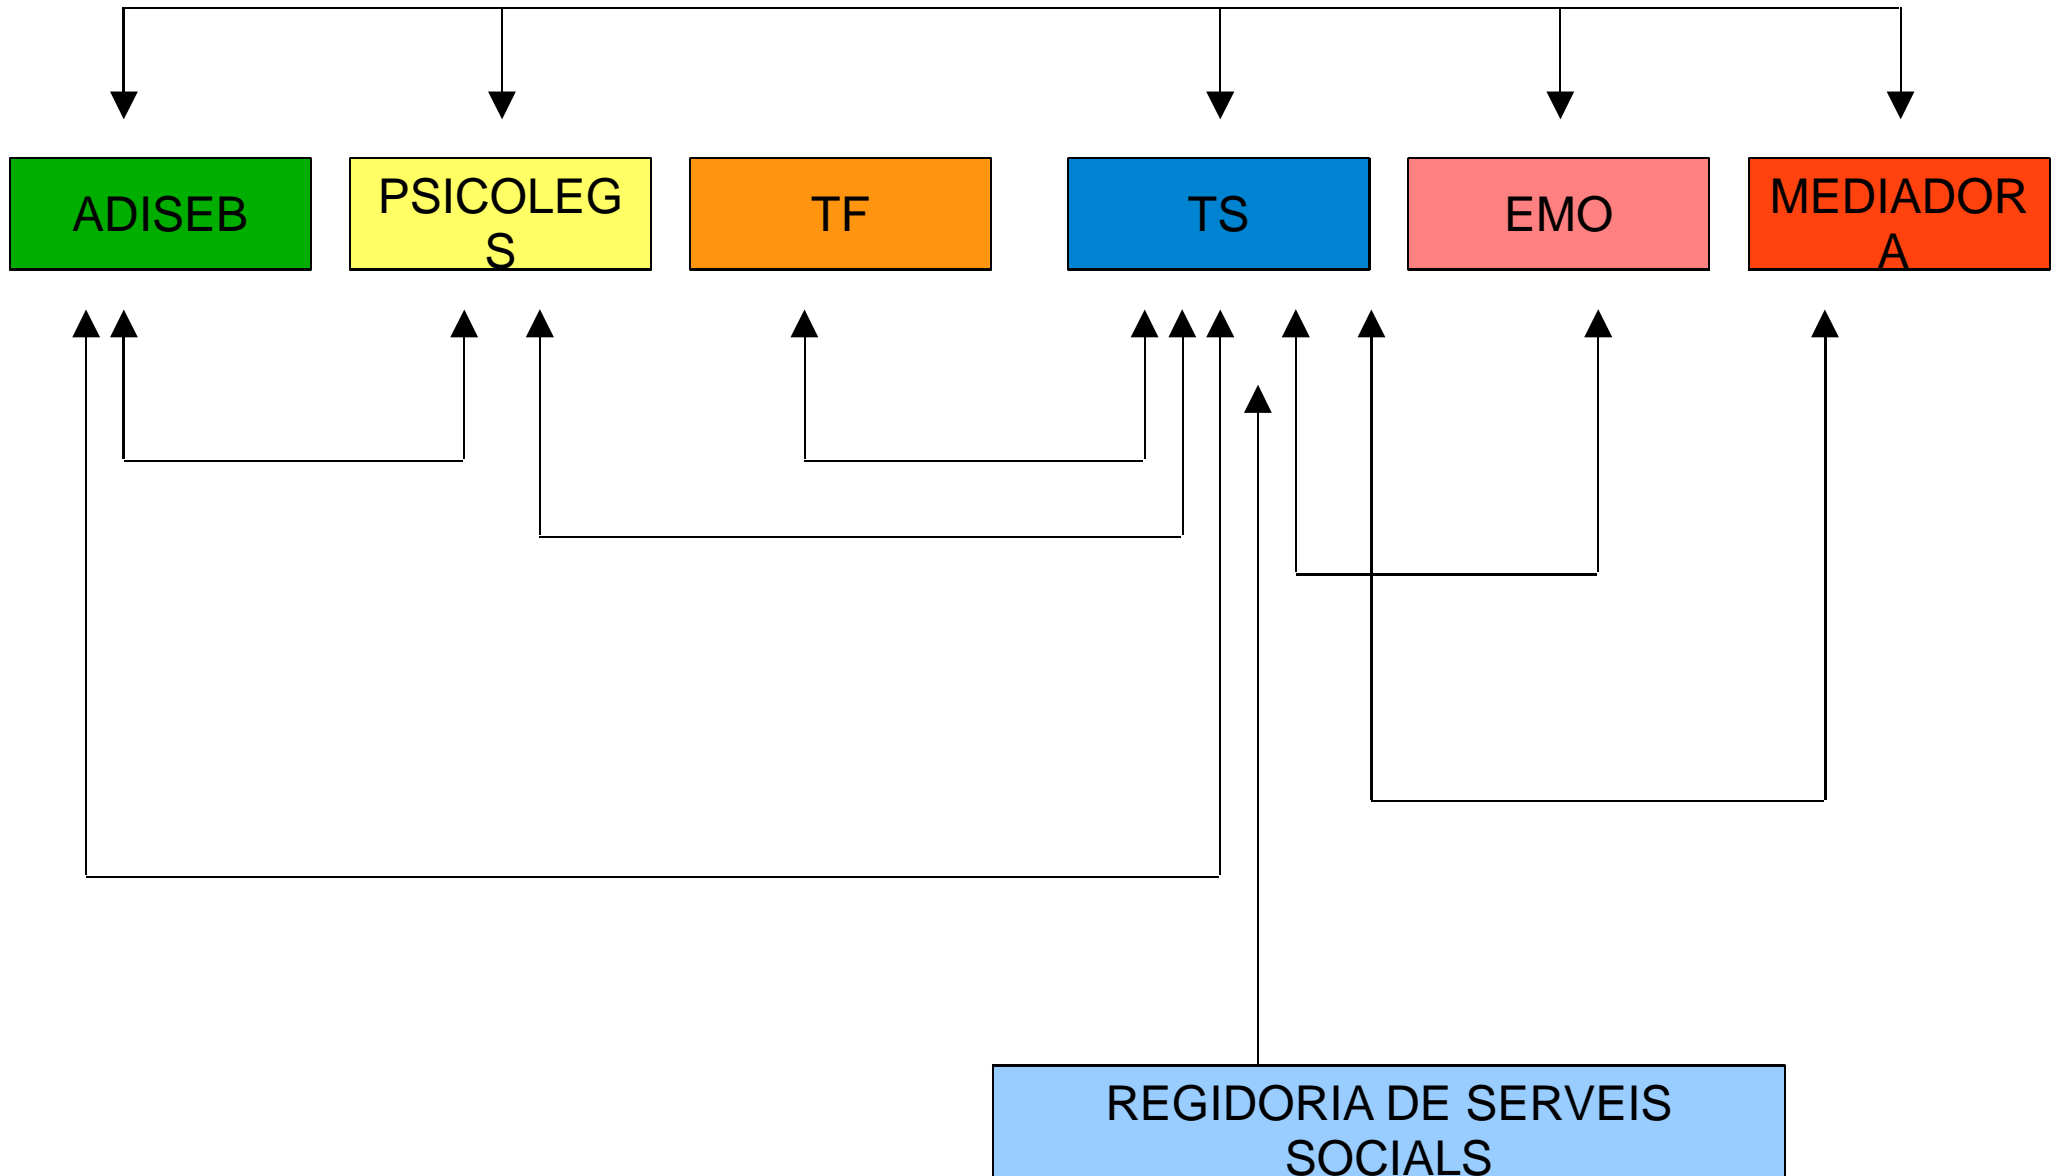 ADISEB
PSICOLEG
S
TF
TS
EMO
MEDIADOR
A
REGIDORIA DE SERVEIS
SOCIALS